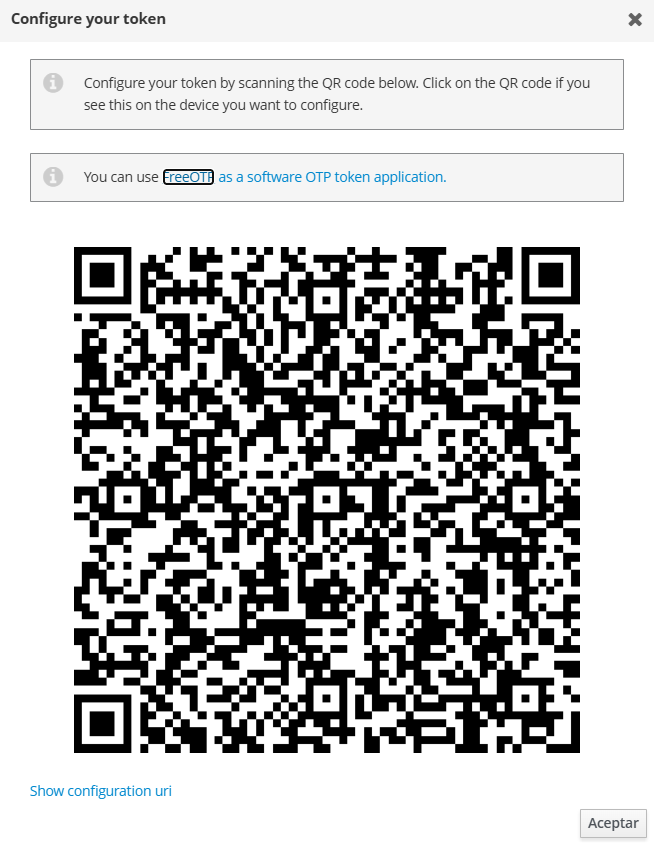 Configure your token
Configure your token by scanning the QR code below. Click on the QR code if you
see this on the device you want to configure.
You can use FreeOTP as a software OTP token application.
Show configuration uri
Aceptar